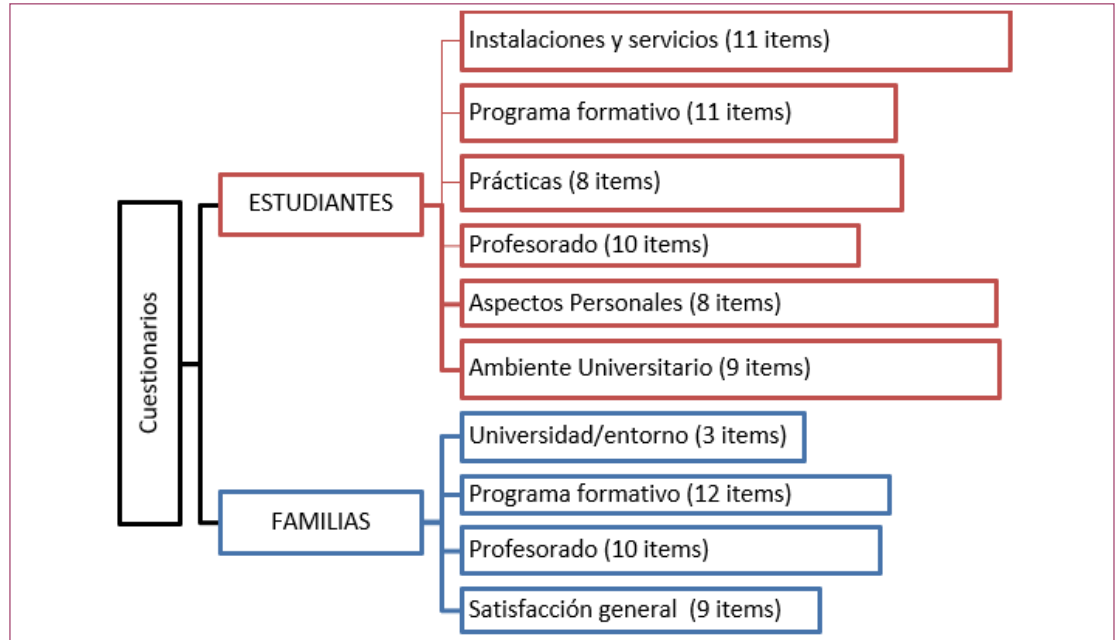 Cuestionarios
ESTUDIANTES
Instalaciones y servicios (11 items)
Programa formativo (11 items)
Prácticas (8 items)
Profesorado (10 items)
Aspectos Personales (8 items)
Ambiente Universitario (9 items)
FAMILIAS
Universidad/entorno (3 items)
Programa formativo (12 items)
Profesorado (10 items)
Satisfacción general (9 items)